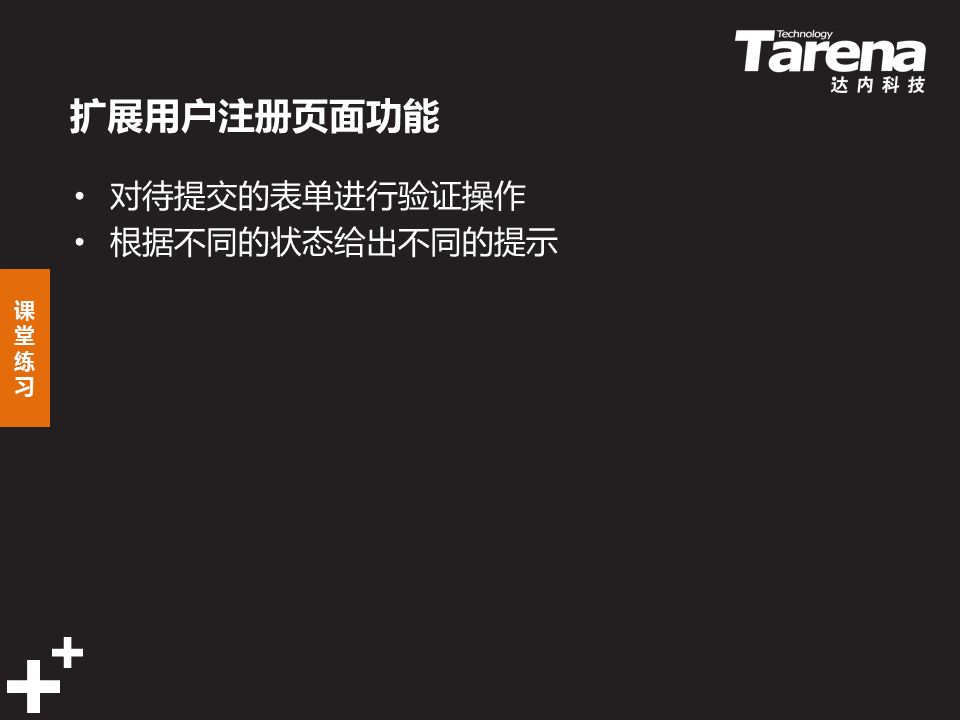 Technology
Tarena
达内科技
扩展用户注册页面功能
• 对待提交的表单进行验证操作
• 根据不同的状态给出不同的提示
课
堂
练
习